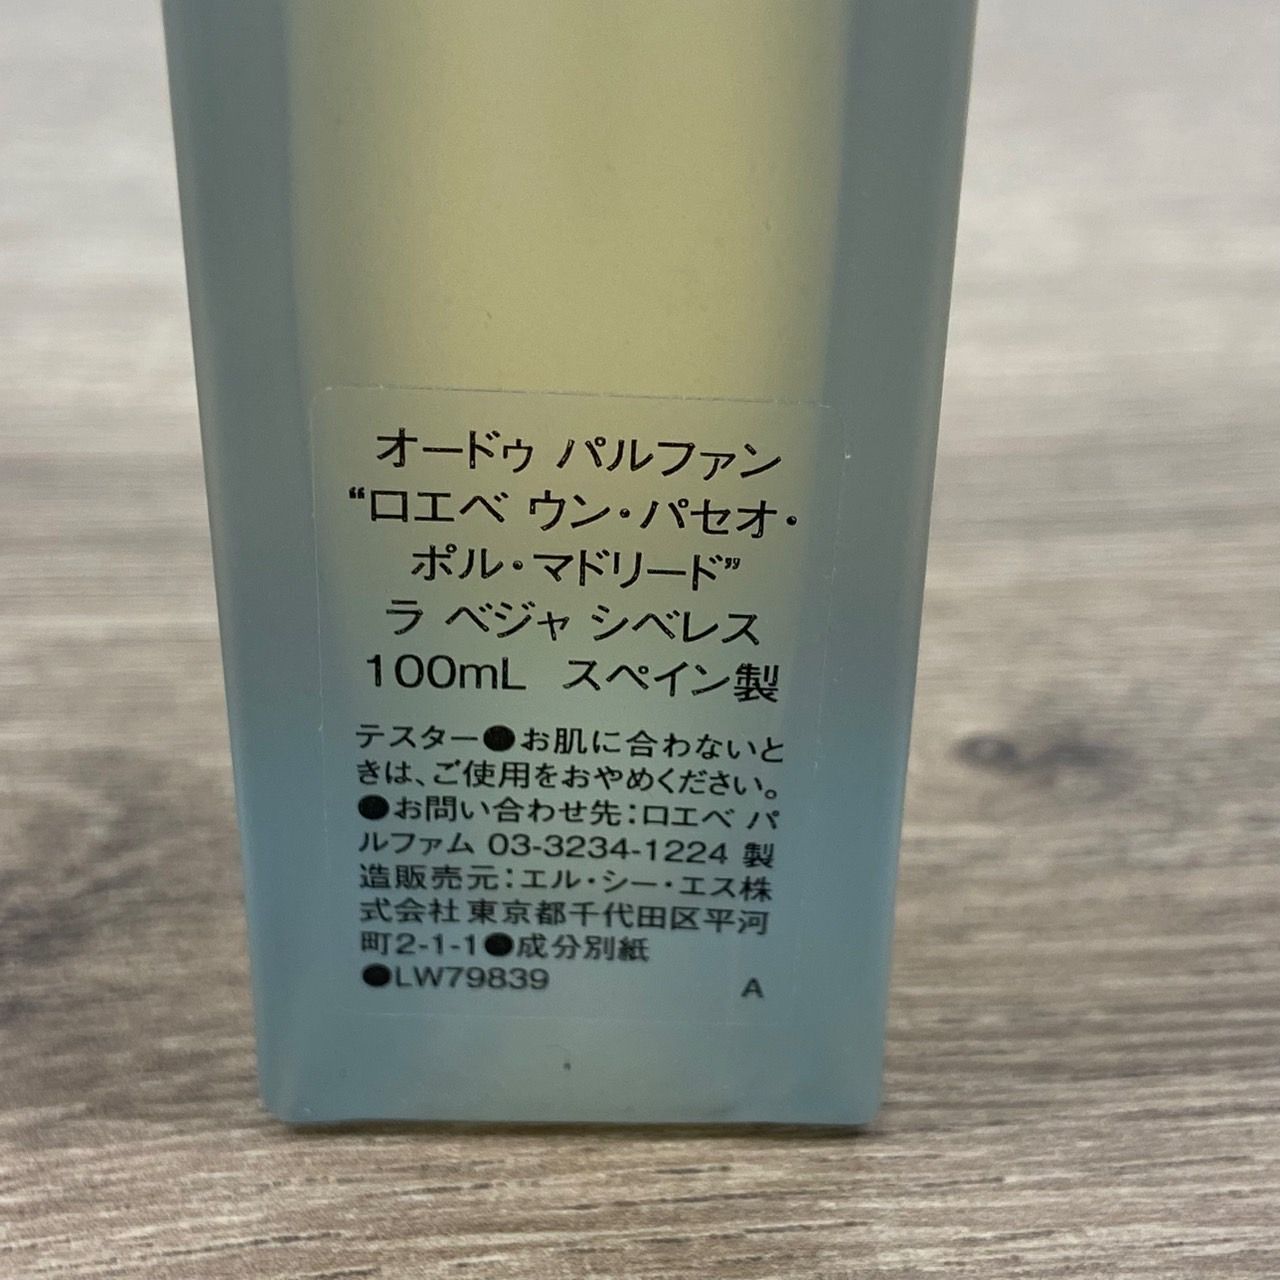 オードゥ パルファン
“ロエベ ウン・パセオ・
ポル・マドリード”
ラ ベジャ シベレス
100mL スペイン製
テスター●お肌に合わないと
きは、ご使用をおやめください。
●お問い合わせ先：ロエベ パ
ルファム 03-3234-1224 製
造販売元：エル・シー・エス株
式会社 東京都千代田区平河
町2-1-1●成分別紙
●LW79839 A